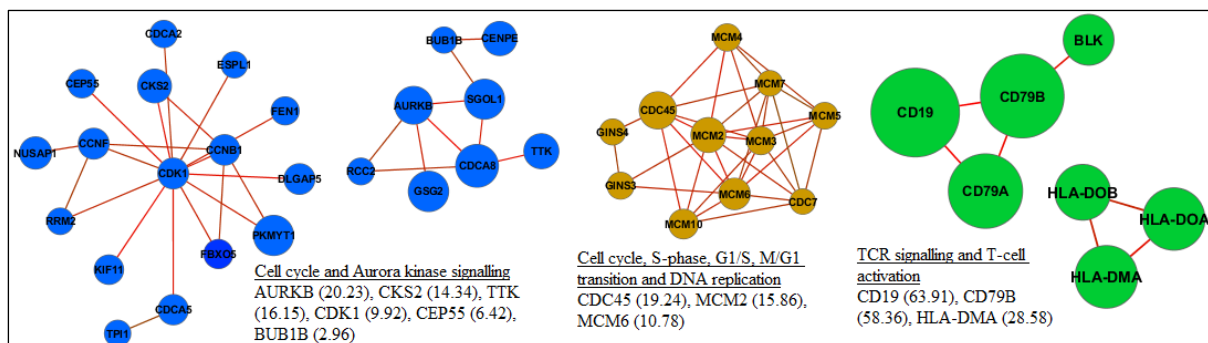 CDCA2
ESPL1
CEP55
CKS2
FEN1
NUSAP1
CCNF
CCNB1
CDK1
DLGAP5
RRM2
PKMYT1
FBXO5
KIF11
CDCA5
TPI1
BUB1B
CENPE
AURKB
SGOL1
TTK
RCC2
CDCA8
GSG2
Cell cycle and Aurora kinase signalling
AURKB (20.23), CKS2 (14.34), TTK
(16.15), CDK1 (9.92), CEP55 (6.42),
BUB1B (2.96)
MCM4
MCM7
CDC45
MCM5
GINS4
MCM2
MCM3
GINS3
MCM6
CDC7
MCM10
Cell cycle, S-phase, G1/S, M/G1
transition and DNA replication
CDC45 (19.24), MCM2 (15.86),
MCM6 (10.78)
BLK
CD19
CD79B
CD79A
HLA-DOB
HLA-DOA
HLA-DMA
TCR signalling and T-cell
activation
CD19 (63.91), CD79B
(58.36), HLA-DMA (28.58)